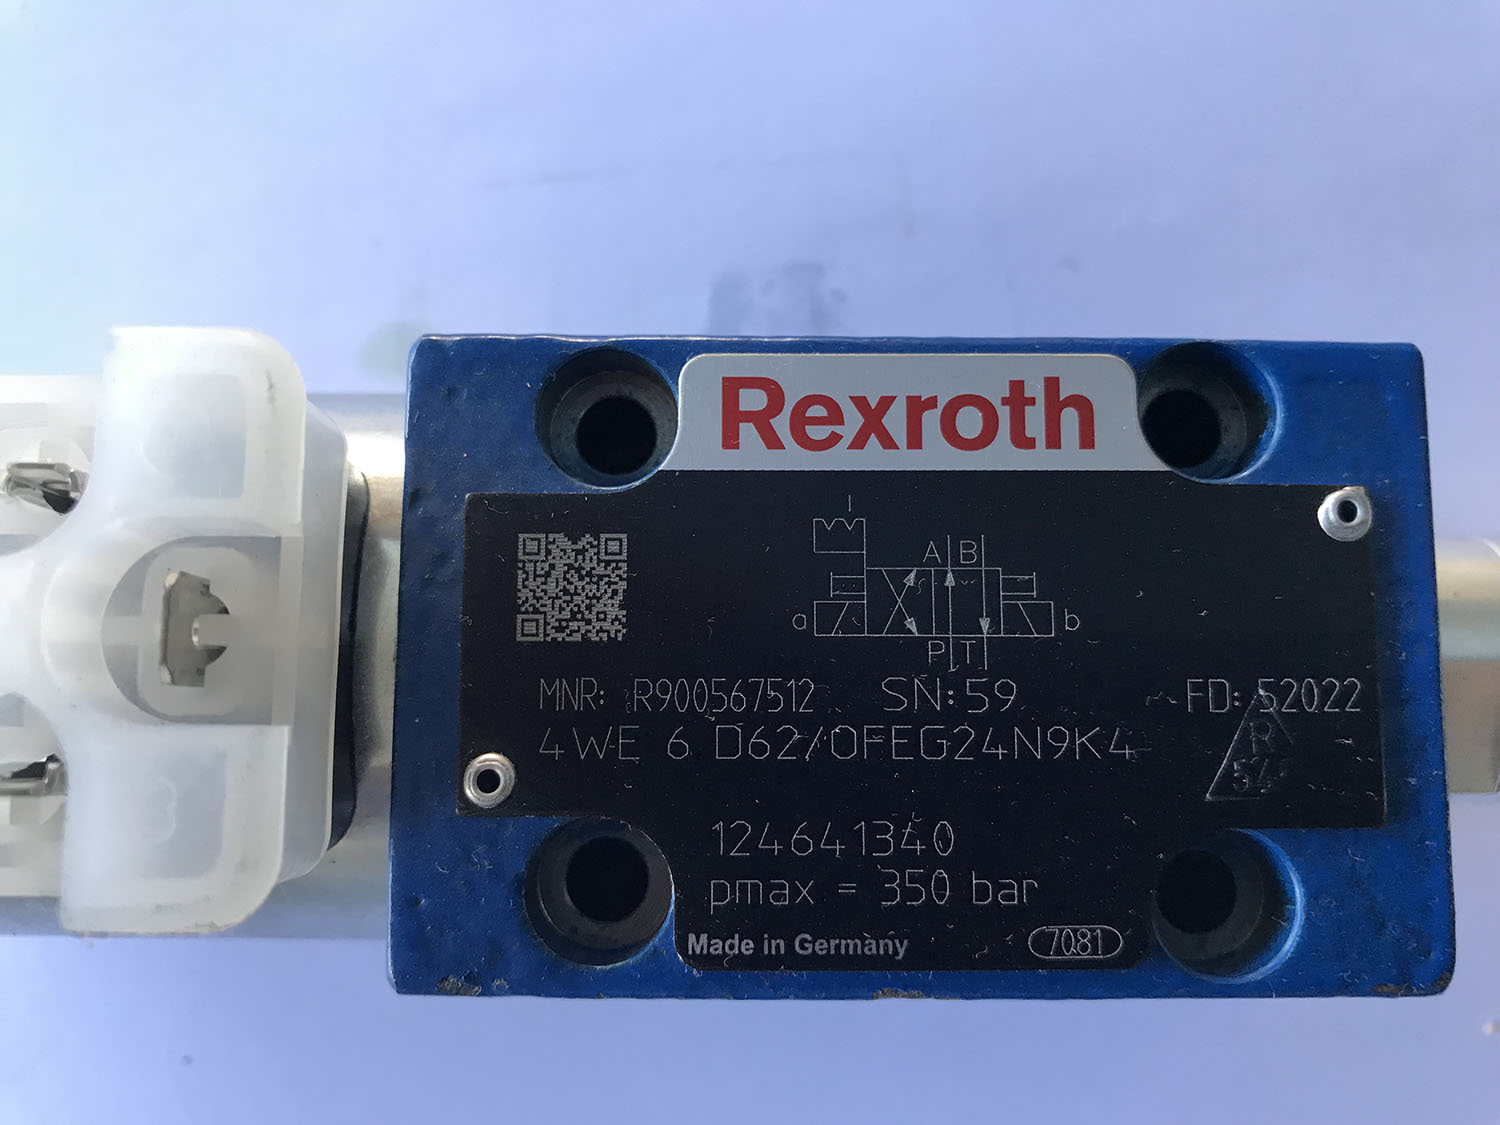 Rexroth
A B
a b
P T
MNR: R900567512 SN: 59 FD: 52022
4WE 6 D62/OFEG24N9K4
R
124641340
pmax = 350 bar
Made in Germany 7081